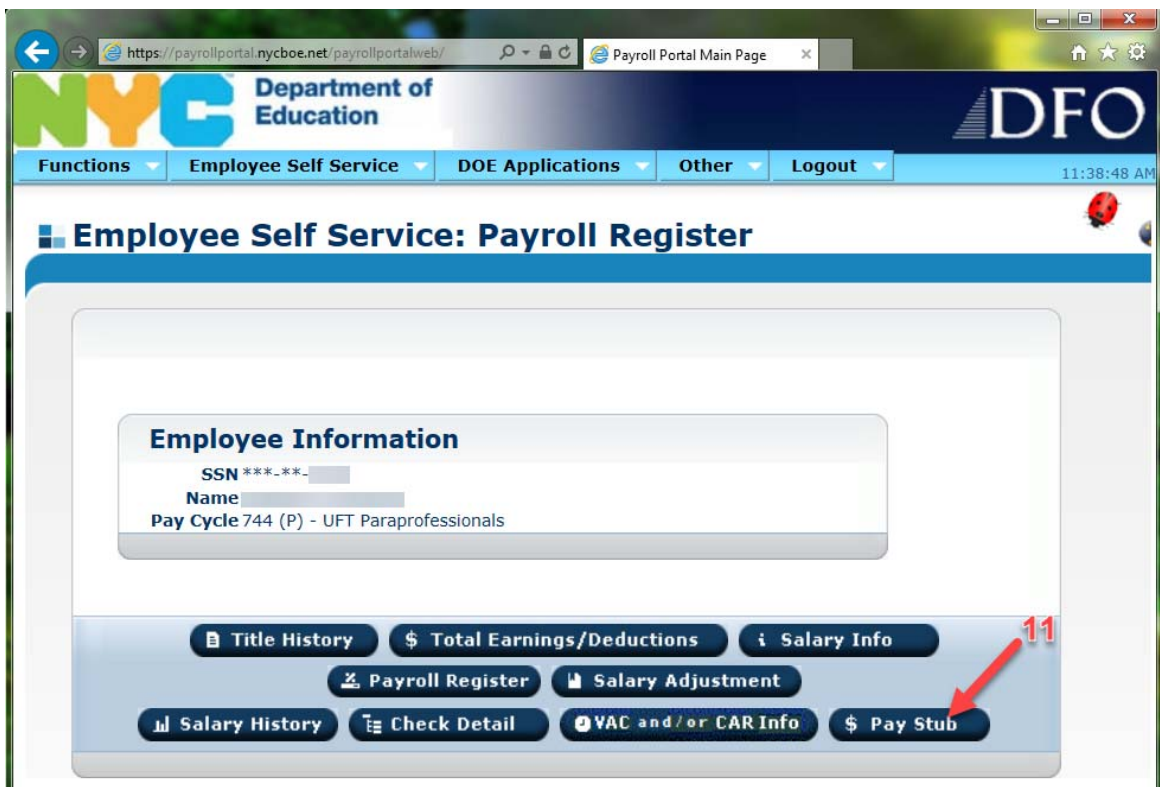 https://payrollportal.nycboe.net/payrollportalweb/ Payroll Portal Main Page
NYC Department of Education
DFO
Functions Employee Self Service DOE Applications Other Logout
11:38:48 AM
Employee Self Service: Payroll Register
Employee Information
SSN ***-**-
Name
Pay Cycle 744 (P) - UFT Paraprofessionals
11
Title History $ Total Earnings/Deductions i Salary Info
Payroll Register Salary Adjustment
Salary History Check Detail VAC and/or CAR Info $ Pay Stub